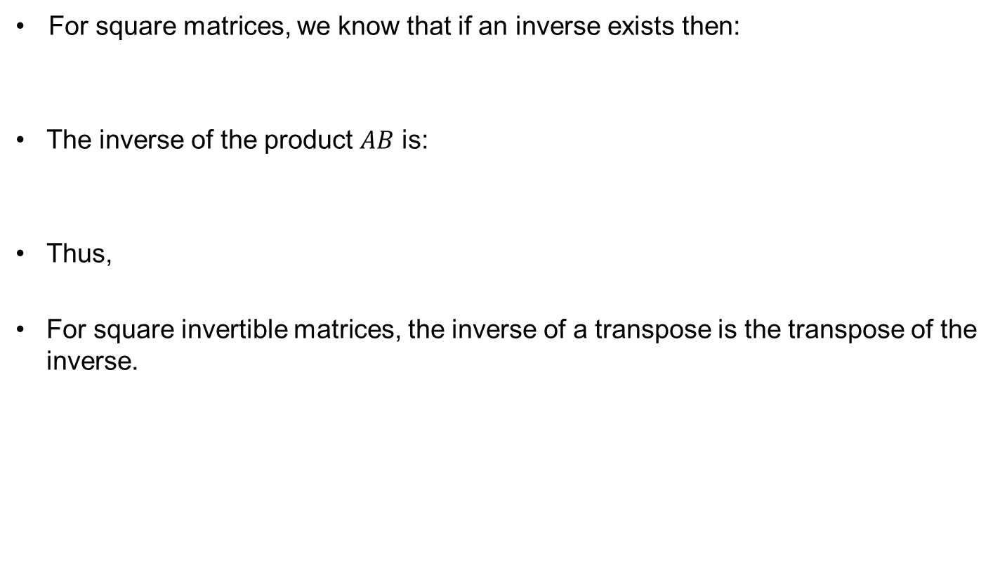 • For square matrices, we know that if an inverse exists then:
• The inverse of the product AB is:
• Thus,
• For square invertible matrices, the inverse of a transpose is the transpose of the
inverse.